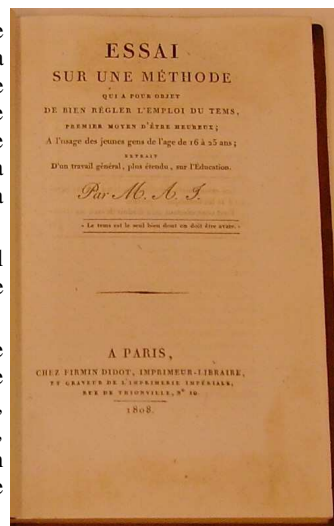 ESSAI
SUR UNE MÉTHODE
QUI A POUR OBJET
DE BIEN RÉGLER L'EMPLOI DU TEMS,
PREMIER MOYEN D'ÊTRE HEUREUX;
A l'usage des jeunes gens de l'age de 16 à 25 ans;
EXTRAIT
D'un travail général, plus étendu, sur l'Education.
Par M. A. J.
« Le tems est le seul bien dont on doit être avare. »
A PARIS,
CHEZ FIRMIN DIDOT, IMPRIMEUR-LIBRAIRE,
ET GRAVEUR DE L'IMPRIMERIE IMPÉRIALE,
RUE DE THIONVILLE, Nº 10.
1808.